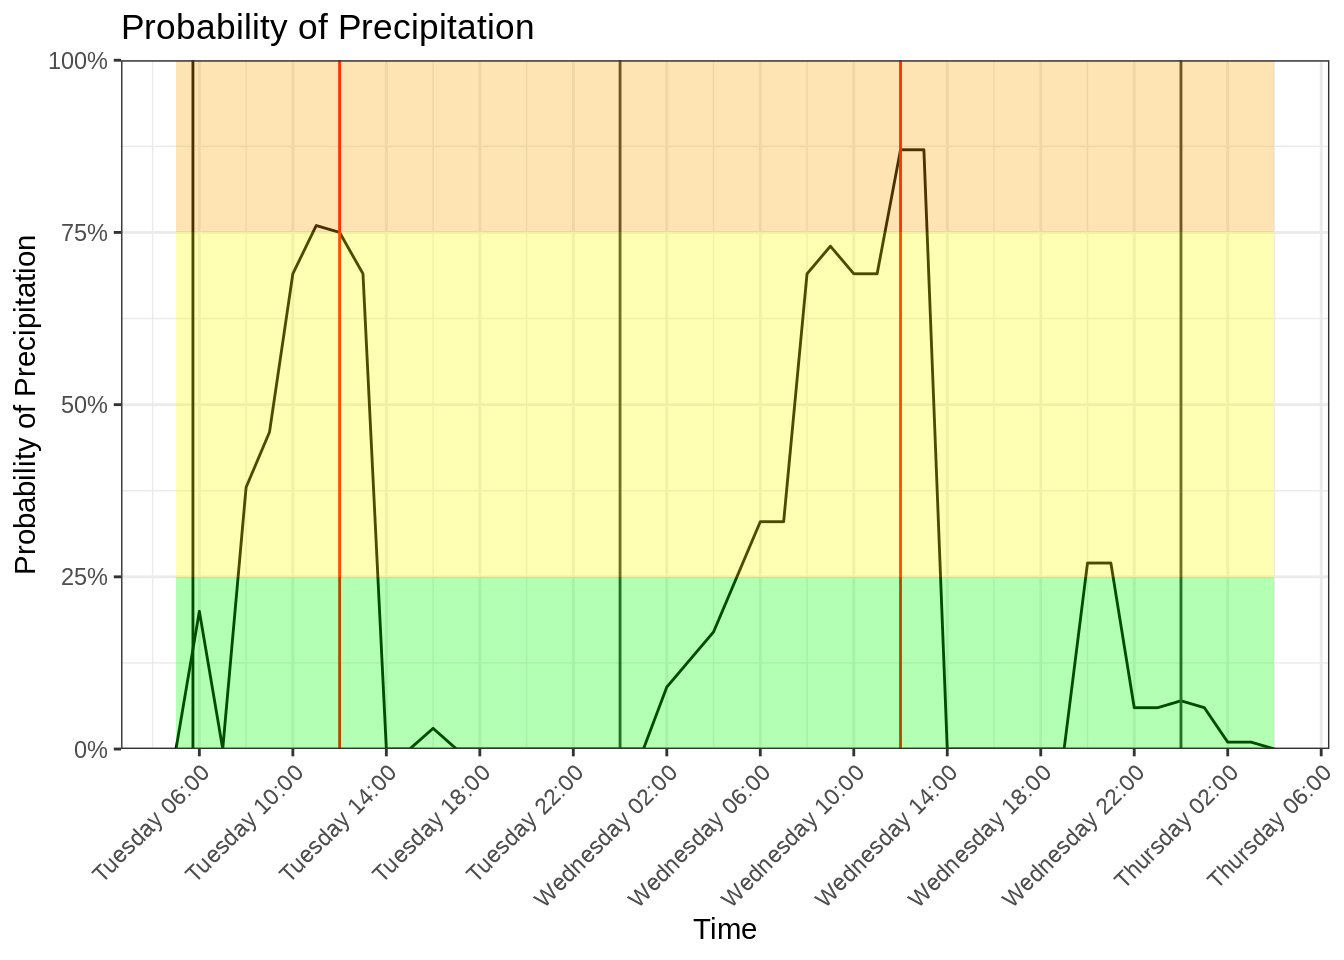 Probability of Precipitation
Probability of Precipitation
100%
75%
50%
25%
0%
Tuesday 06:00
Tuesday 10:00
Tuesday 14:00
Tuesday 18:00
Tuesday 22:00
Wednesday 02:00
Wednesday 06:00
Wednesday 10:00
Wednesday 14:00
Wednesday 18:00
Wednesday 22:00
Thursday 02:00
Thursday 06:00
Time